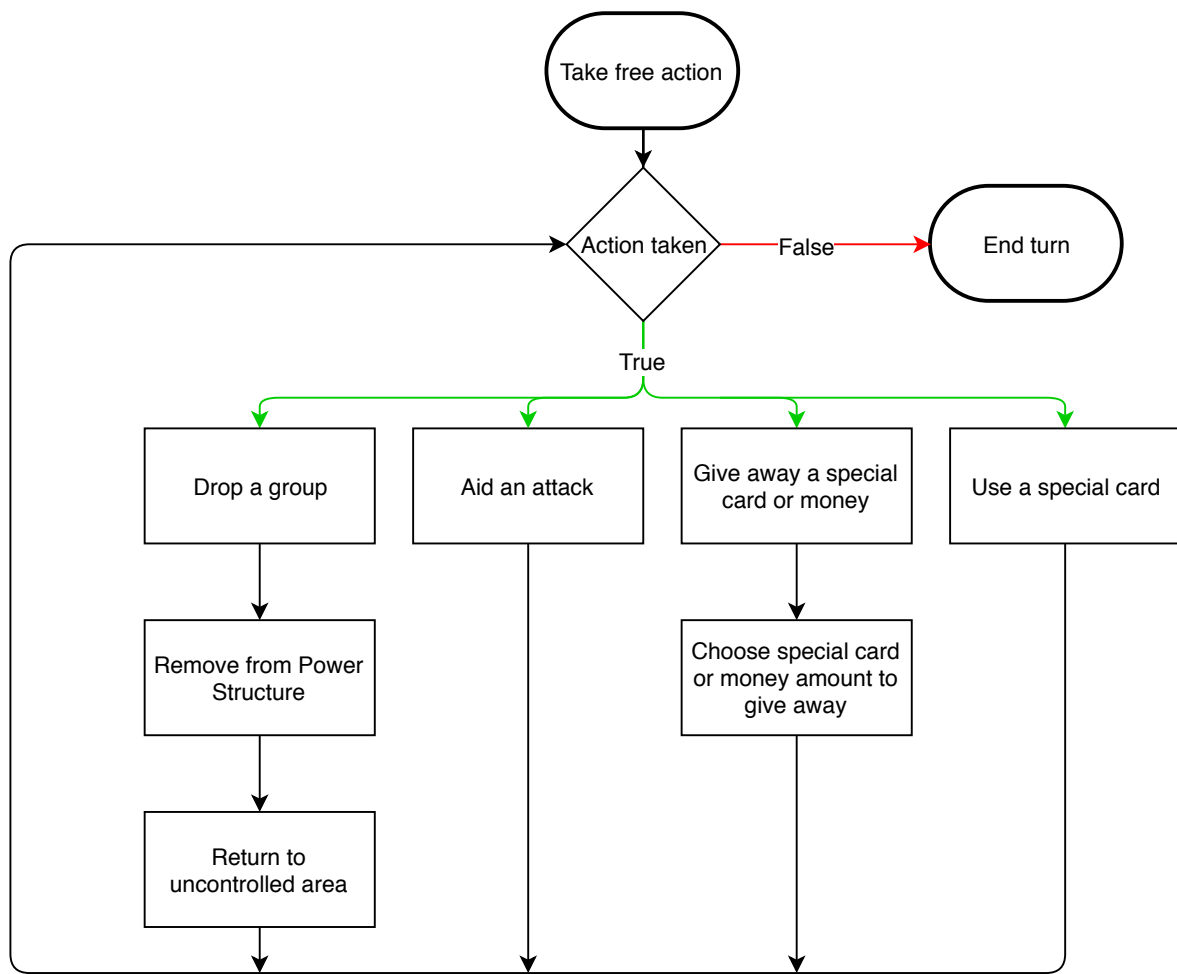 Take free action
Action taken
False
End turn
True
Drop a group
Aid an attack
Give away a special
card or money
Use a special card
Remove from Power
Structure
Choose special card
or money amount to
give away
Return to
uncontrolled area